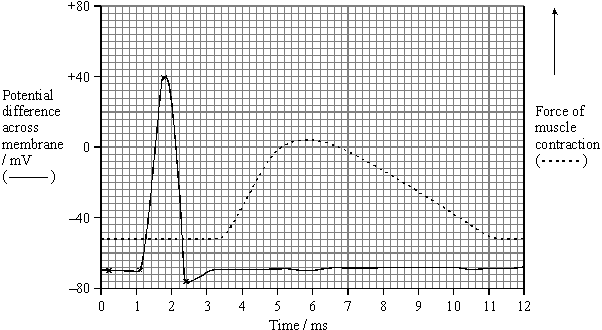 +80
+40
0
–40
–80
Potential
difference
across
membrane
/ mV
( ——— )
Force of
muscle
contraction
( ------ )
0 1 2 3 4 5 6 7 8 9 10 11 12
Time / ms